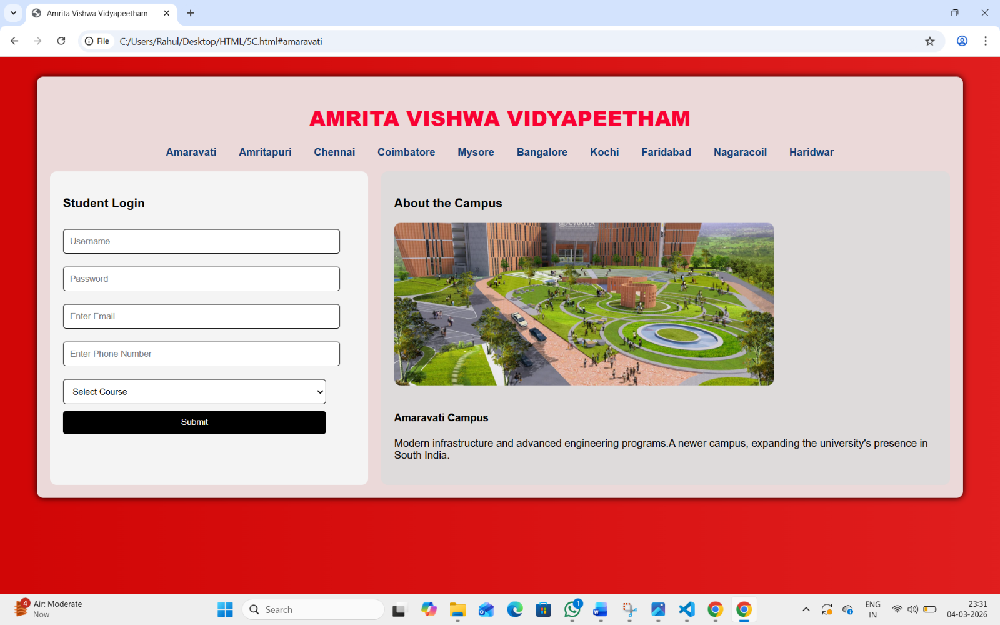 Amrita Vishwa Vidyapeetham
File
C:/Users/Rahul/Desktop/HTML/5C.html#amaravati
AMRITA VISHWA VIDYAPEETHAM
Amaravati Amritapuri Chennai Coimbatore Mysore Bangalore Kochi Faridabad Nagaracoil Haridwar
Student Login
Username
Password
Enter Email
Enter Phone Number
Select Course
Submit
About the Campus
AMRITA
Amaravati Campus
Modern infrastructure and advanced engineering programs.A newer campus, expanding the university's presence in
South India.
4
Air: Moderate
Now
Search
1
ENG
IN
23:31
04-03-2026